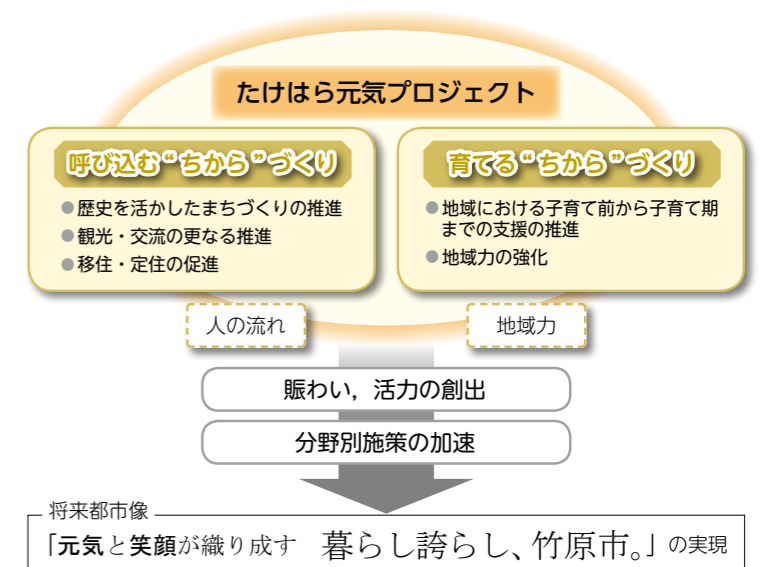 たけはら元気プロジェクト
呼び込む“ちから”づくり
●歴史を活かしたまちづくりの推進
●観光・交流の更なる推進
●移住・定住の促進
育てる“ちから”づくり
●地域における子育て前から子育て期
までの支援の推進
●地域力の強化
人の流れ
地域力
賑わい，活力の創出
分野別施策の加速
将来都市像
「元気と笑顔が織り成す 暮らし誇らし、竹原市。」の実現